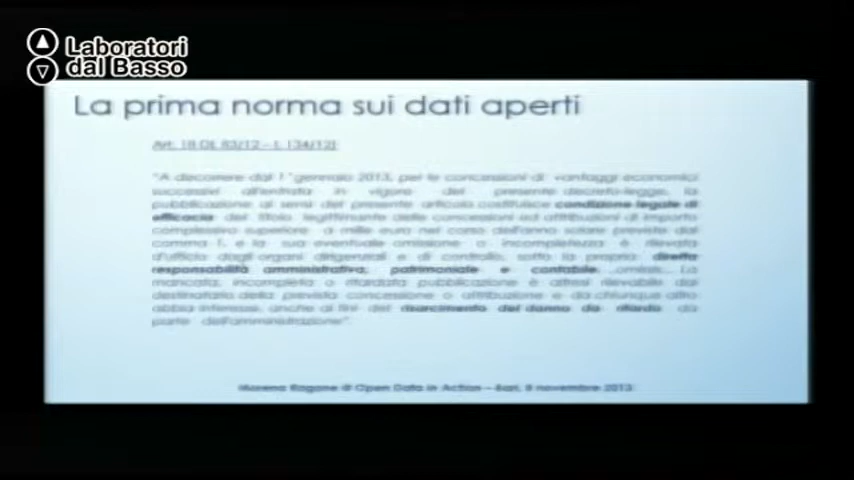 Laboratori
dal Basso
La prima norma sui dati aperti
Art. 18 DL 83/12 - L 134/12
"A decorrere dal 1° gennaio 2013, per le concessioni di vantaggi economici
successivi all'entrata in vigore del presente decreto-legge, la
pubblicazione ai sensi del presente articolo costituisce condizione legale di
efficacia del titolo legittimante delle concessioni ed attribuzioni di importo
complessivo superiore a mille euro nel corso dell'anno solare previste dal
comma 1, e la sua eventuale omissione o incompletezza è rilevata
d'ufficio dagli organi dirigenziali e di controllo, sotto la propria diretta
responsabilità amministrativa, patrimoniale e contabile. ..omissis.. La
mancata, incompleta o ritardata pubblicazione è altresì rilevabile dal
destinatario della prevista concessione o attribuzione e da chiunque altro
abbia interesse, anche ai fini del risarcimento del danno da ritardo da
parte dell'amministrazione".
Morena Ragone @ Open Data in Action – Bari, 8 novembre 2013